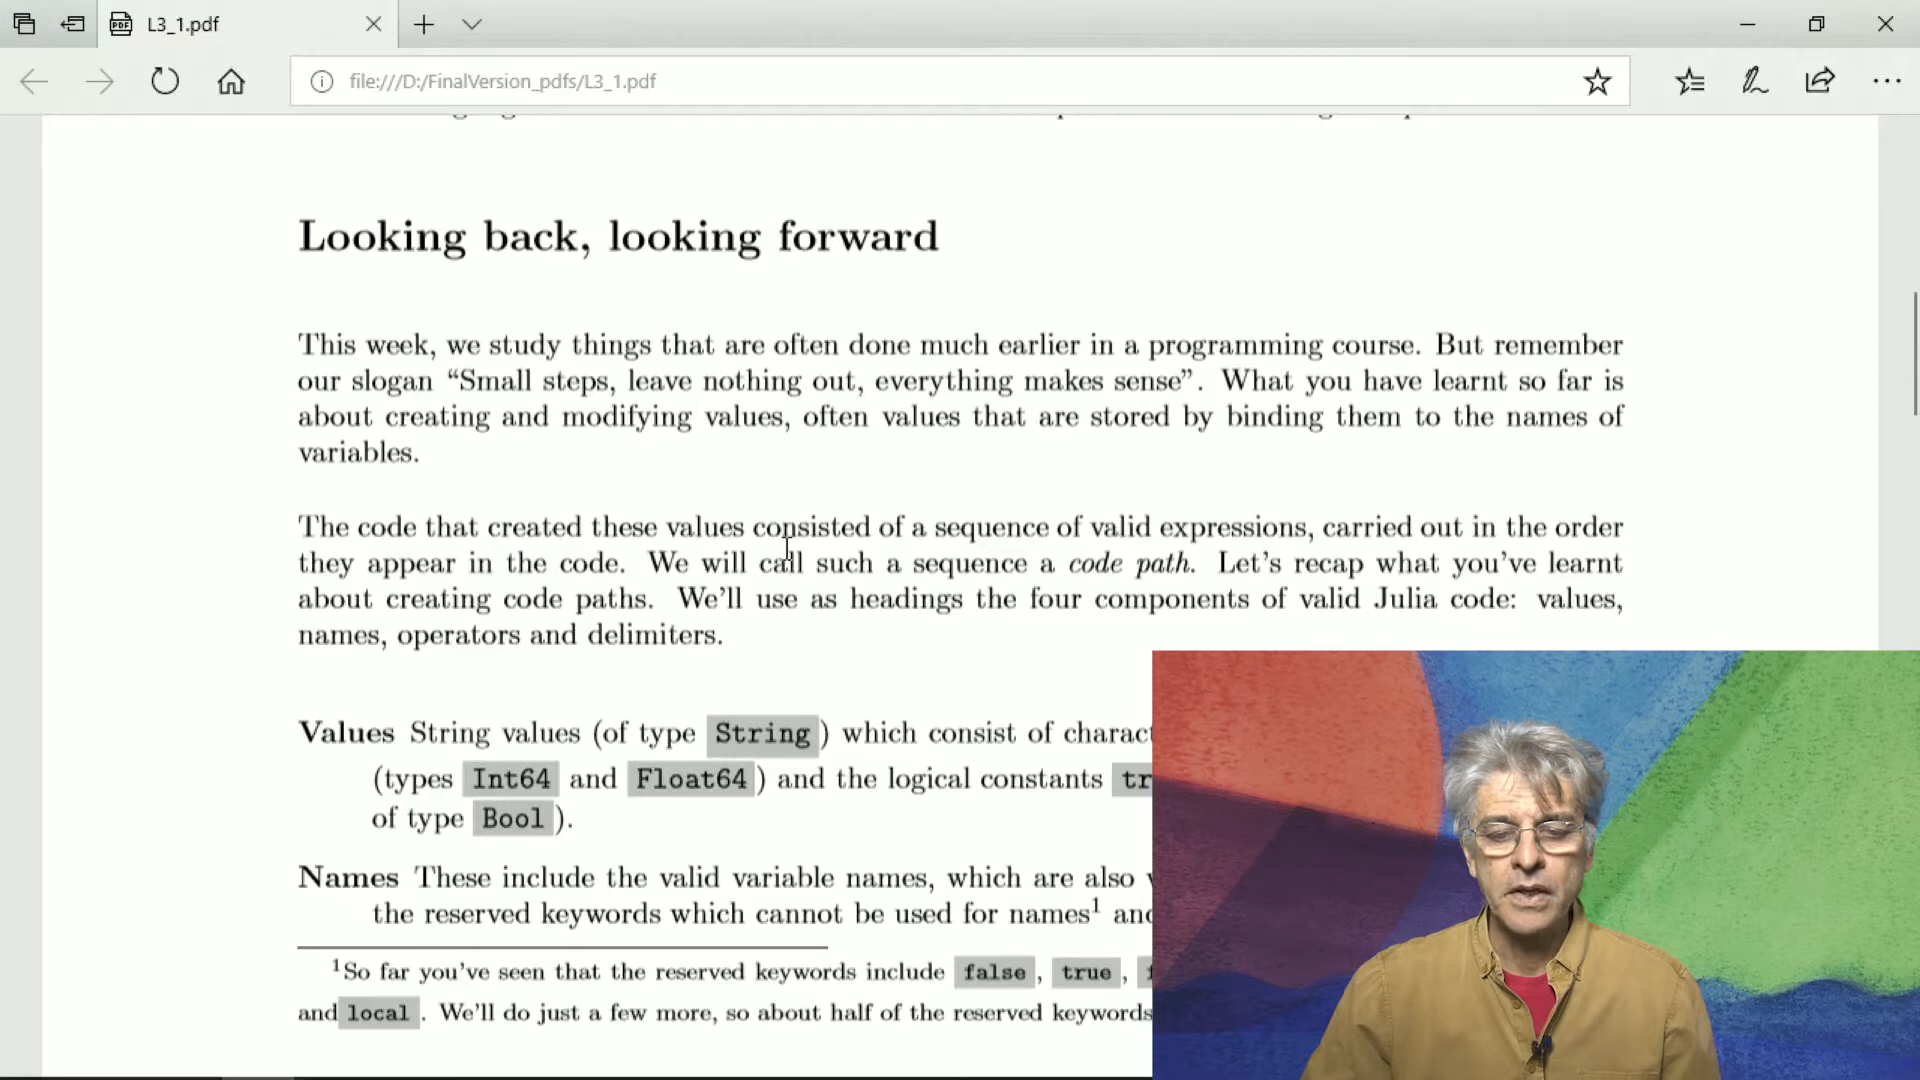 L3_1.pdf
file:///D:/FinalVersion_pdfs/L3_1.pdf
Looking back, looking forward
This week, we study things that are often done much earlier in a programming course. But remember
our slogan “Small steps, leave nothing out, everything makes sense”. What you have learnt so far is
about creating and modifying values, often values that are stored by binding them to the names of
variables.
The code that created these values consisted of a sequence of valid expressions, carried out in the order
they appear in the code. We will call such a sequence a code path. Let’s recap what you’ve learnt
about creating code paths. We’ll use as headings the four components of valid Julia code: values,
names, operators and delimiters.
Values String values (of type String ) which consist of
(types Int64 and Float64 ) and the logical constants
of type Bool ).
Names These include the valid variable names, which are also
the reserved keywords which cannot be used for names1
1So far you’ve seen that the reserved keywords include false , true ,
and local . We’ll do just a few more, so about half of the reserved keywords